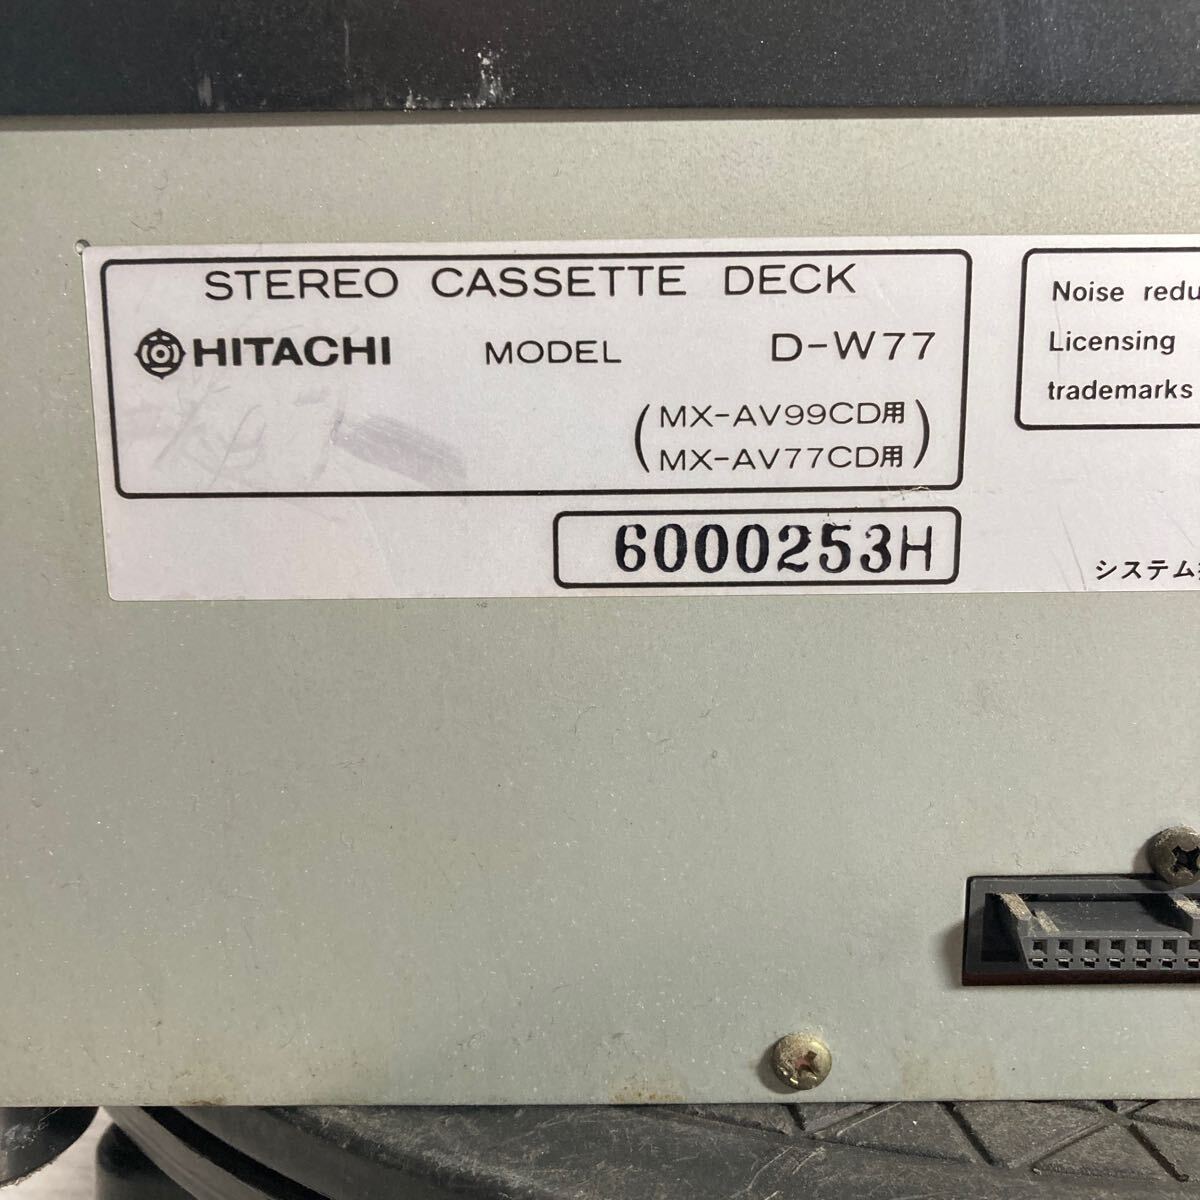 STEREO CASSETTE DECK
HITACHI MODEL D-W77
(MX-AV99CD用
MX-AV77CD用)
6000253H
Noise
Licensing
trademarks
システム